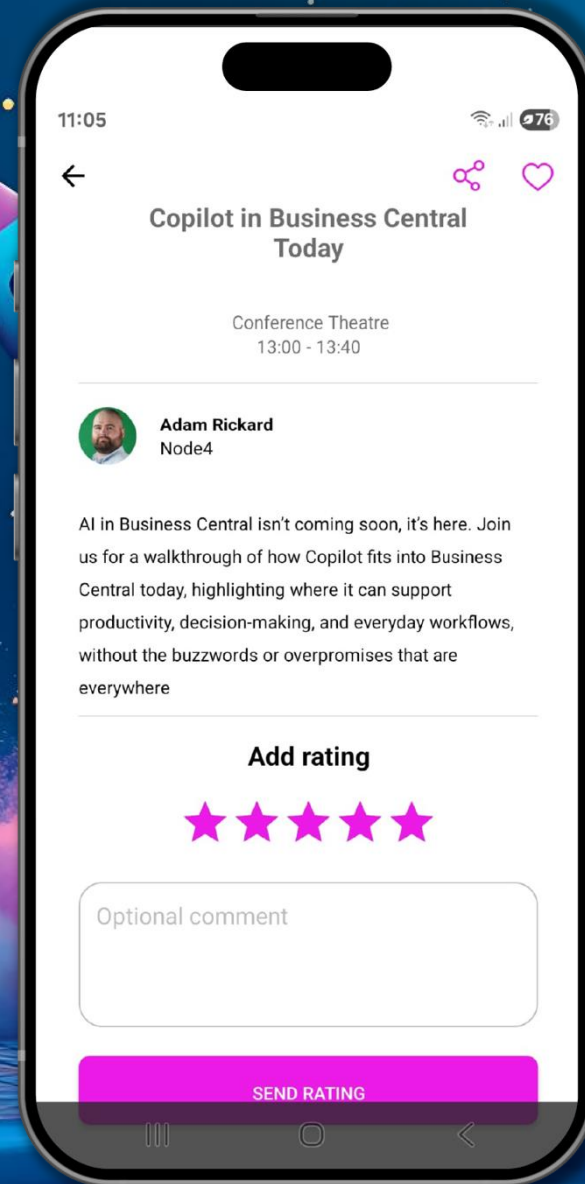 11:05
76
Copilot in Business Central
Today
Conference Theatre
13:00 - 13:40
Adam Rickard
Node4
AI in Business Central isn't coming soon, it's here. Join
us for a walkthrough of how Copilot fits into Business
Central today, highlighting where it can support
productivity, decision-making, and everyday workflows,
without the buzzwords or overpromises that are
everywhere
Add rating
Optional comment
SEND RATING